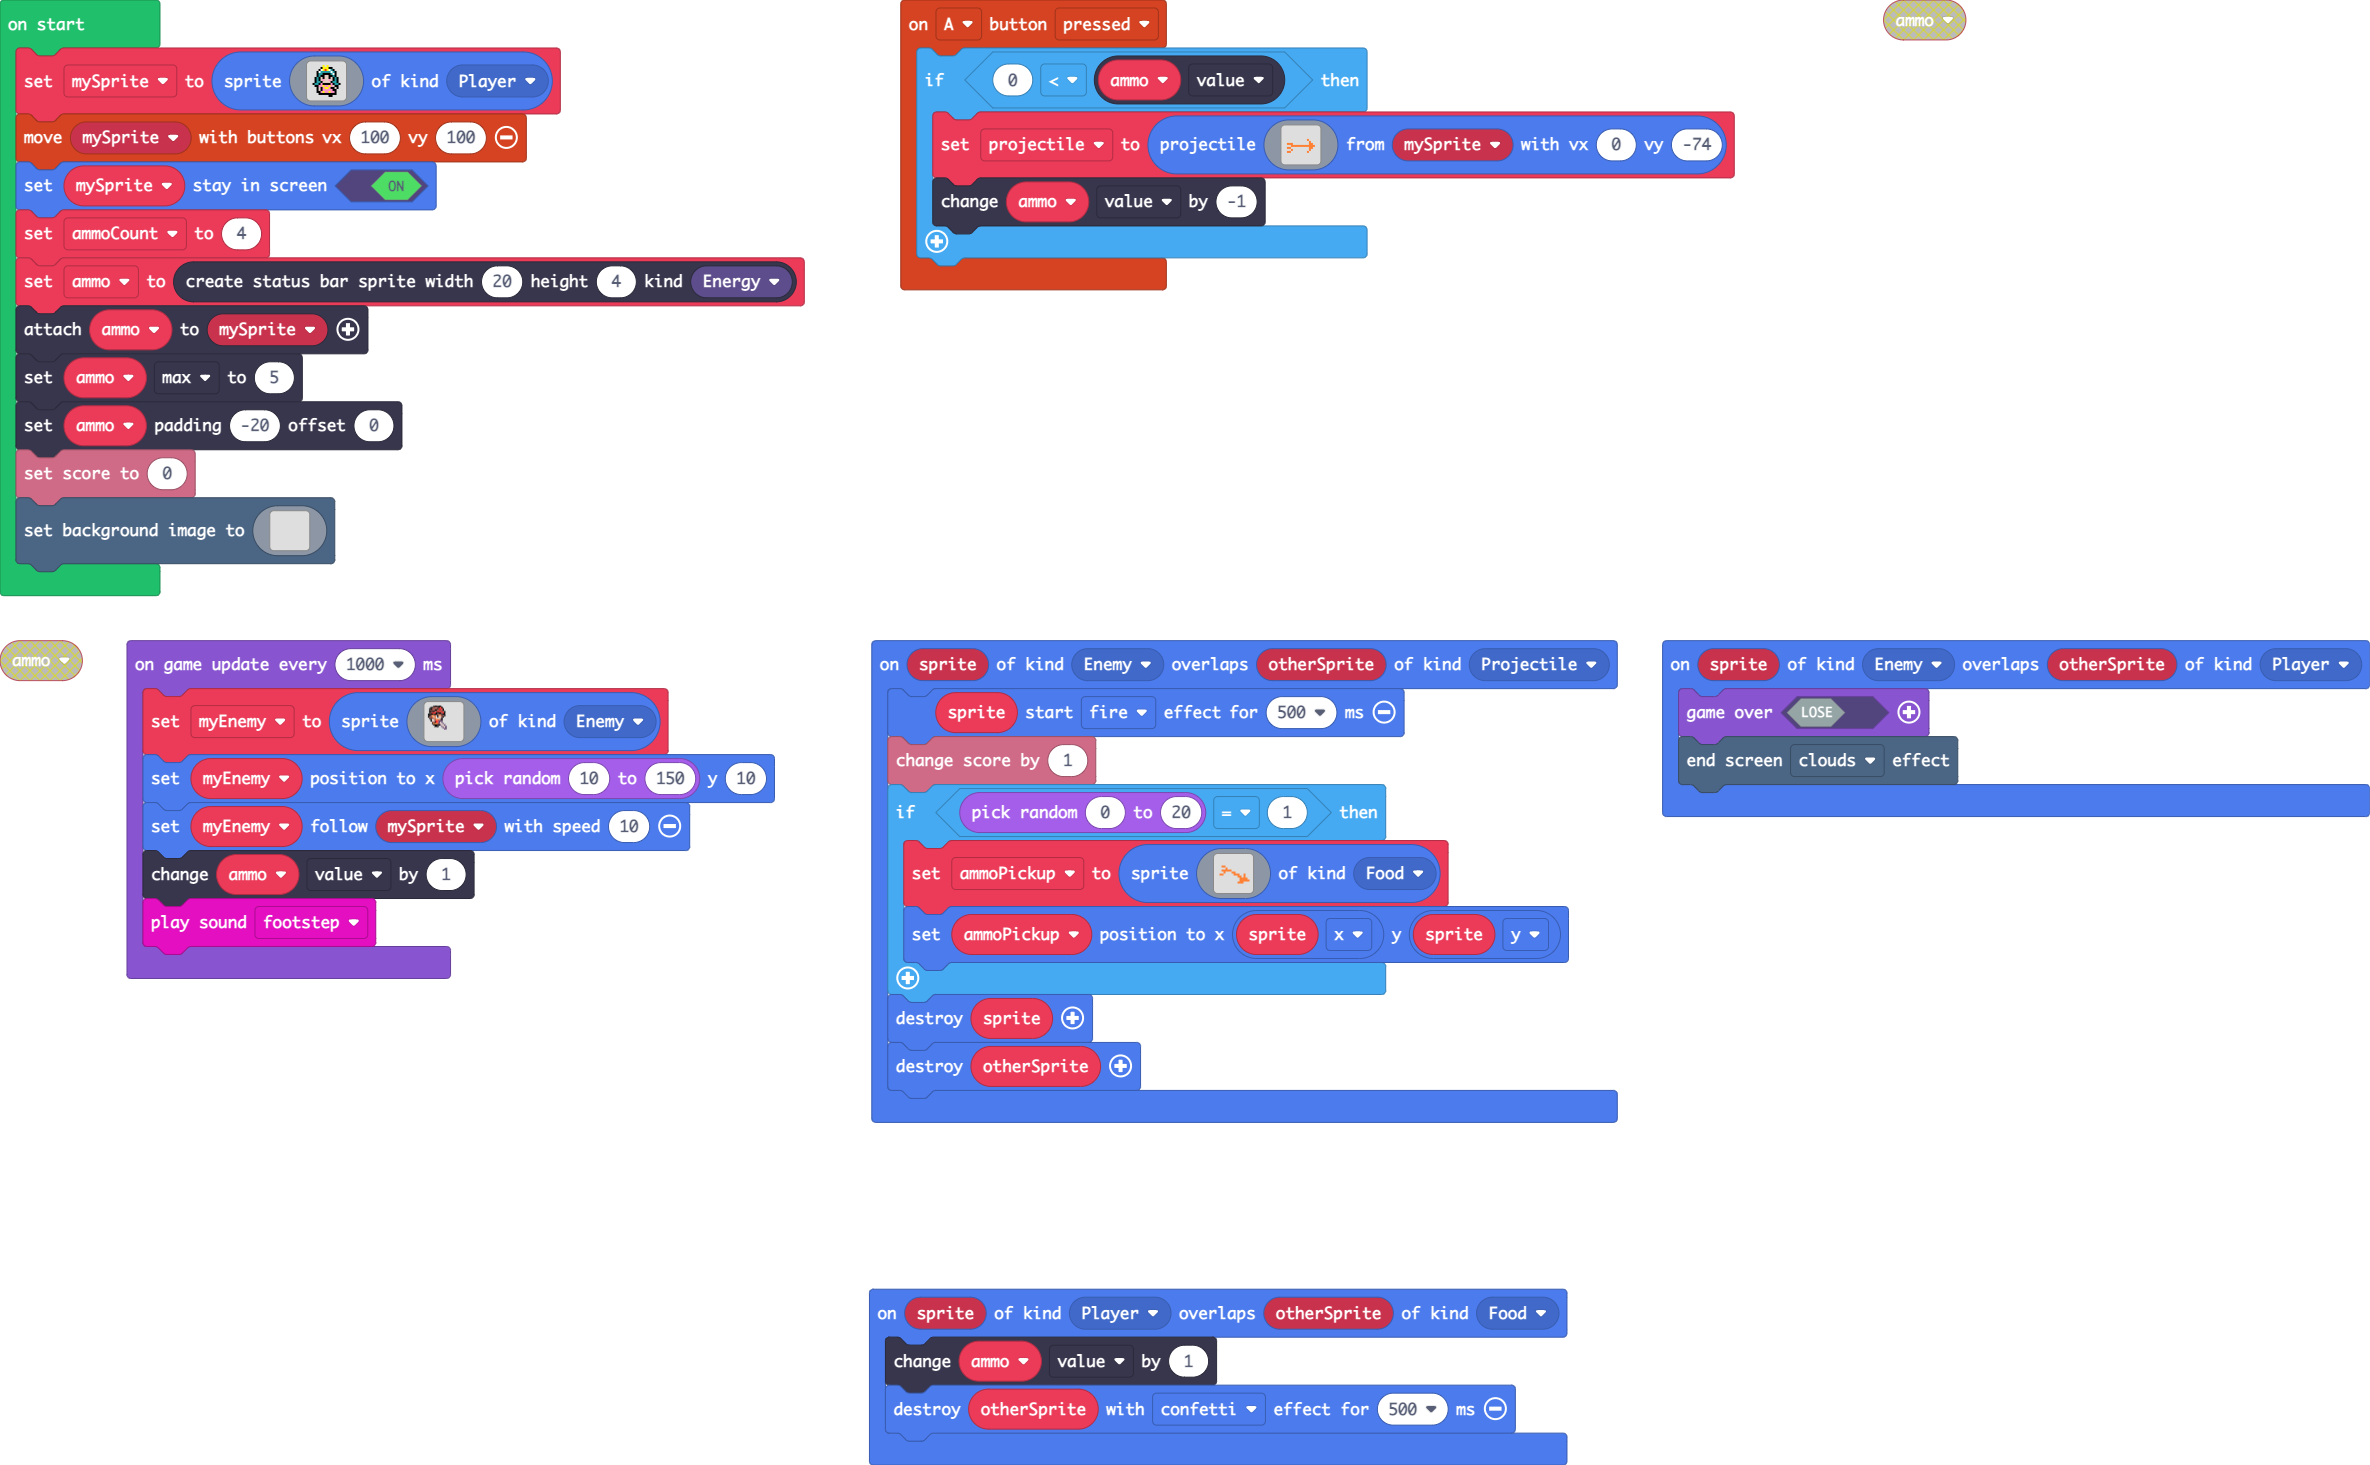 on start
set mySprite to sprite of kind Player
move mySprite with buttons vx 100 vy 100
set mySprite stay in screen ON
set ammoCount to 4
set ammo to create status bar sprite width 20 height 4 kind Energy
attach ammo to mySprite
set ammo max to 5
set ammo padding -20 offset 0
set score to 0
set background image to
on A button pressed
if 0 < ammo value then
set projectile to projectile from mySprite with vx 0 vy -74
change ammo value by -1
ammo
ammo
on game update every 1000 ms
set myEnemy to sprite of kind Enemy
set myEnemy position to x pick random 10 to 150 y 10
set myEnemy follow mySprite with speed 10
change ammo value by 1
play sound footstep
on sprite of kind Enemy overlaps otherSprite of kind Projectile
sprite start fire effect for 500 ms
change score by 1
if pick random 0 to 20 = 1 then
set ammoPickup to sprite of kind Food
set ammoPickup position to x sprite x y sprite y
destroy sprite
destroy otherSprite
on sprite of kind Enemy overlaps otherSprite of kind Player
game over LOSE
end screen clouds effect
on sprite of kind Player overlaps otherSprite of kind Food
change ammo value by 1
destroy otherSprite with confetti effect for 500 ms